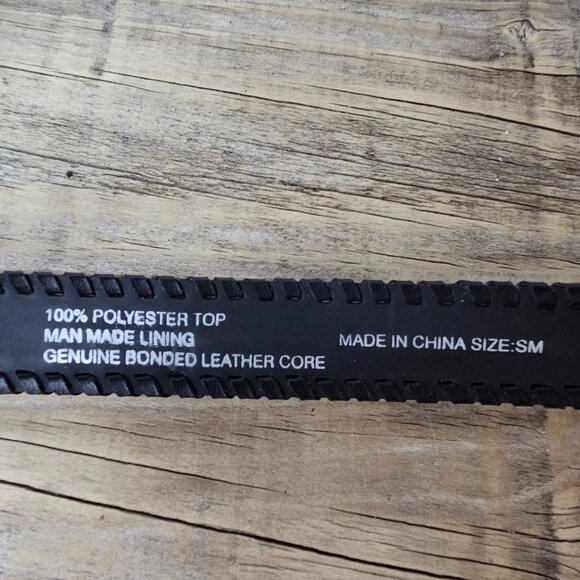 100% POLYESTER TOP
MAN MADE LINING
GENUINE BONDED LEATHER CORE
MADE IN CHINA SIZE:SM